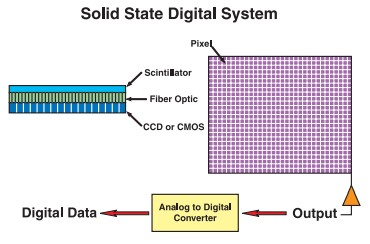 Solid State Digital System
Pixel
Scintillator
Fiber Optic
CCD or CMOS
Analog to Digital
Converter
Digital Data
Output